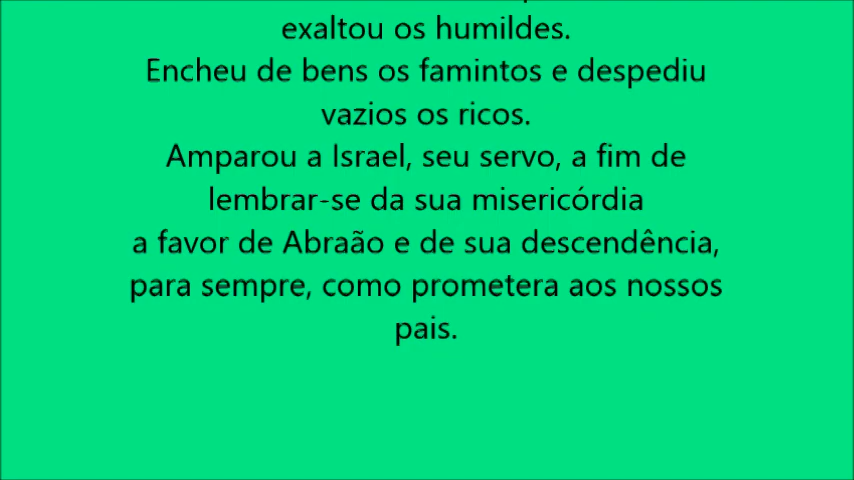 exaltou os humildes.
Encheu de bens os famintos e despediu
vazios os ricos.
Amparou a Israel, seu servo, a fim de
lembrar-se da sua misericórdia
a favor de Abraão e de sua descendência,
para sempre, como prometera aos nossos
pais.